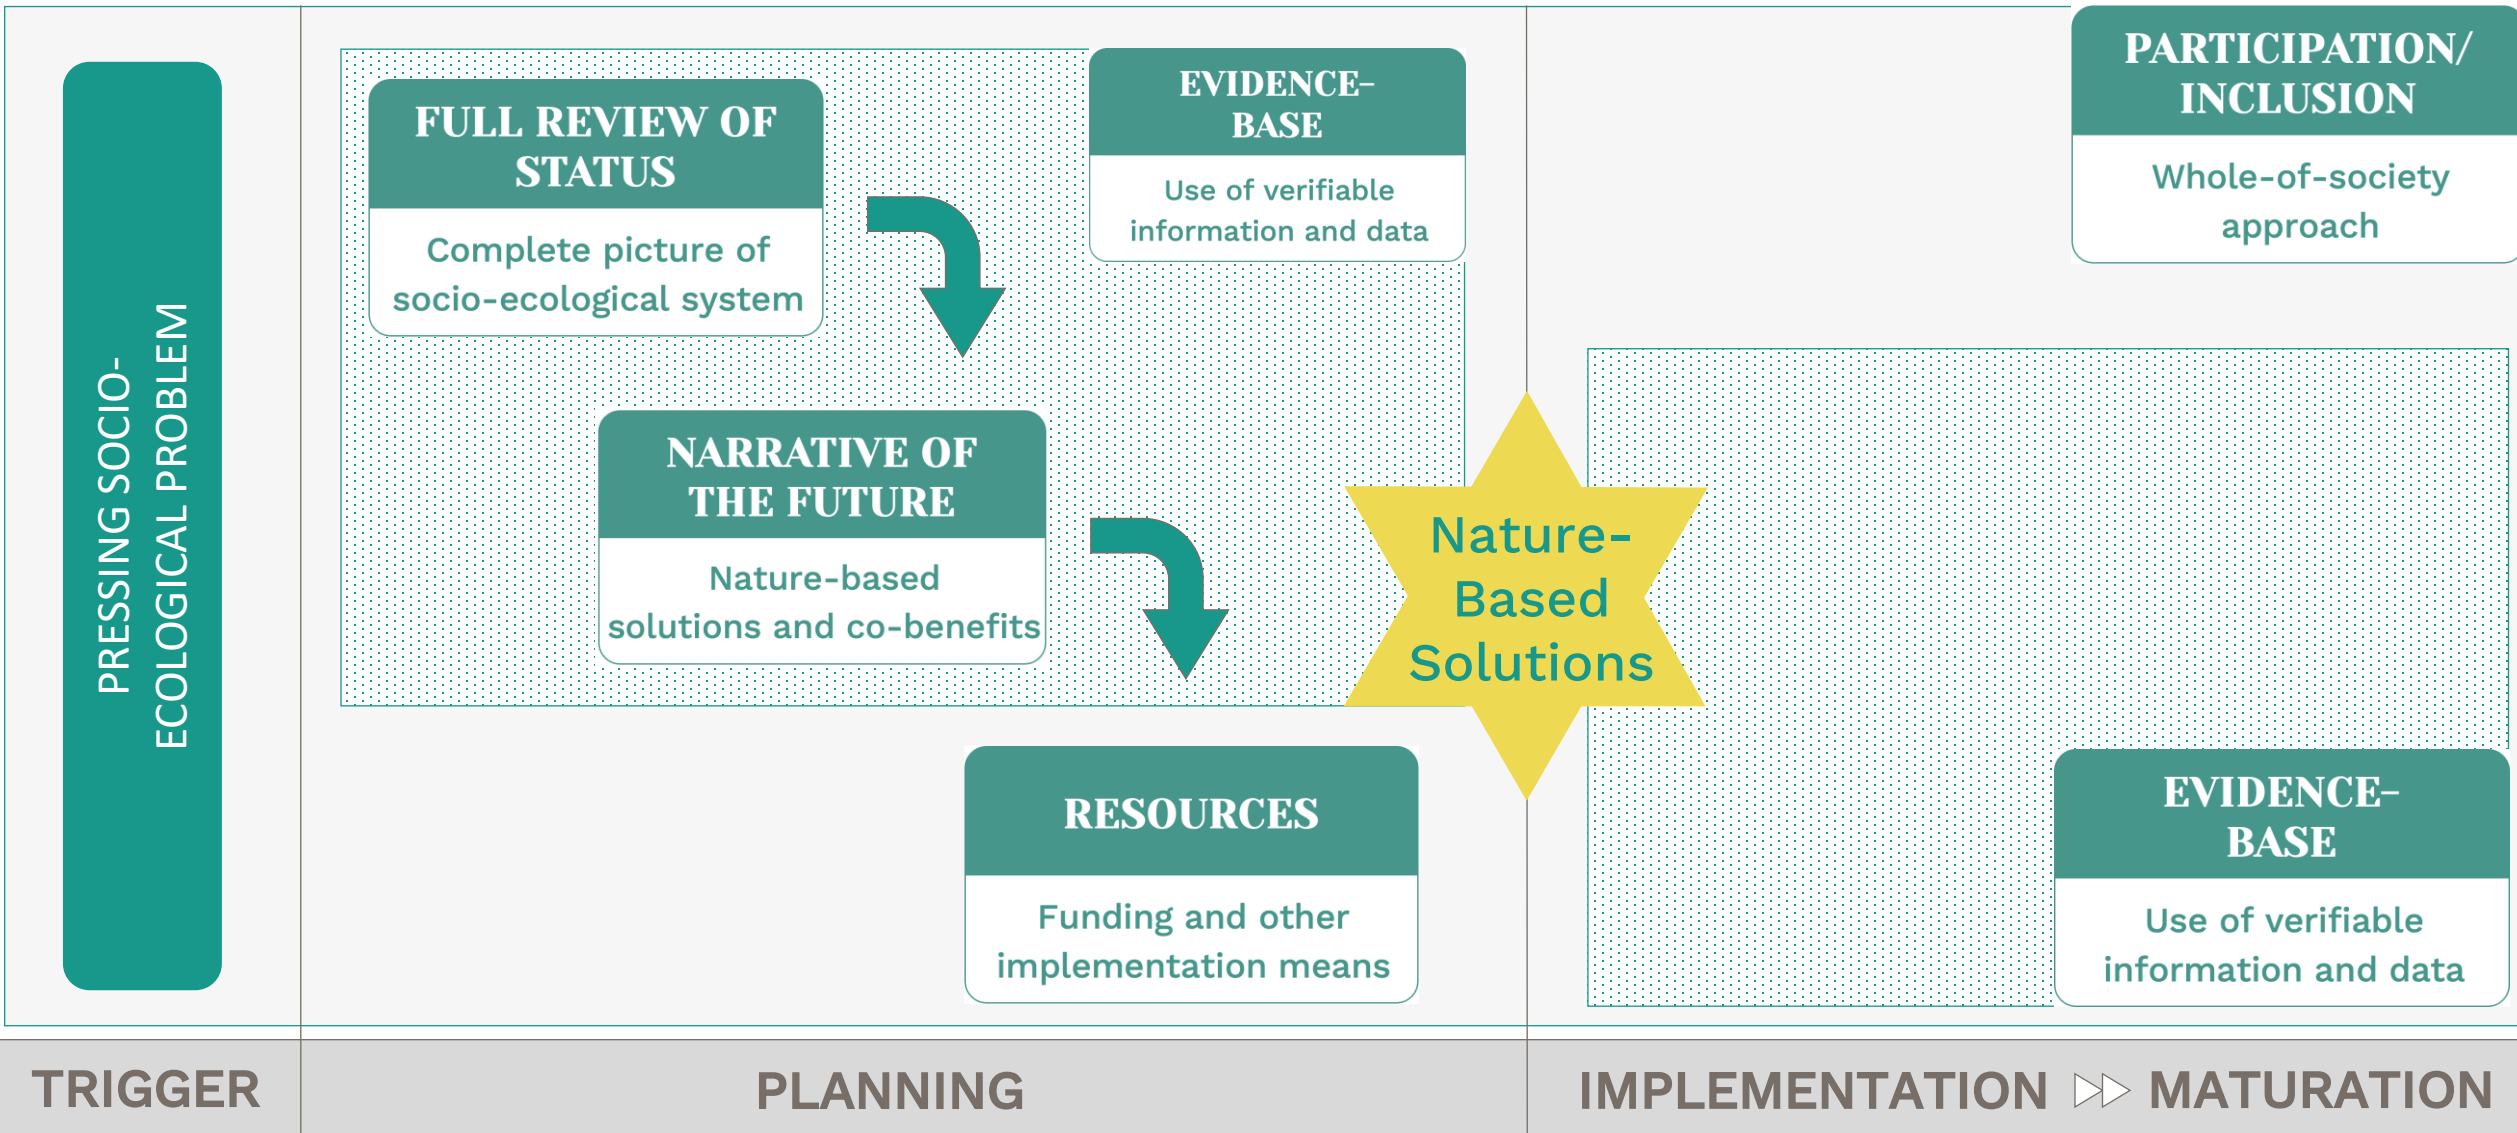 PRESSING SOCIO-
ECOLOGICAL PROBLEM
FULL REVIEW OF
STATUS
Complete picture of
socio-ecological system
EVIDENCE-
BASE
Use of verifiable
information and data
NARRATIVE OF
THE FUTURE
Nature-based
solutions and co-benefits
RESOURCES
Funding and other
implementation means
Nature-
Based
Solutions
PARTICIPATION/
INCLUSION
Whole-of-society
approach
EVIDENCE-
BASE
Use of verifiable
information and data
TRIGGER
PLANNING
IMPLEMENTATION
MATURATION